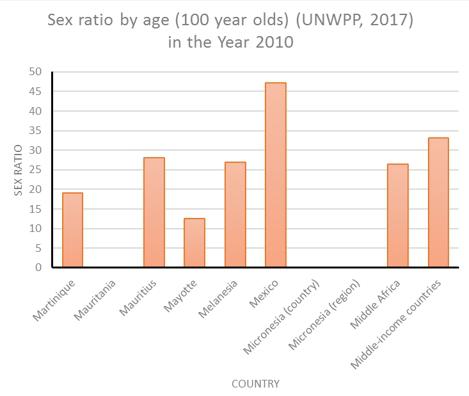 Sex ratio by age (100 year olds) (UNWPP, 2017)
in the Year 2010
50
45
40
35
30
25
20
15
10
5
0
SEX RATIO
Martinique
Mauritania
Mauritius
Mayotte
Melanesia
Mexico
Micronesia (country)
Micronesia (region)
Middle Africa
Middle-income countries
COUNTRY